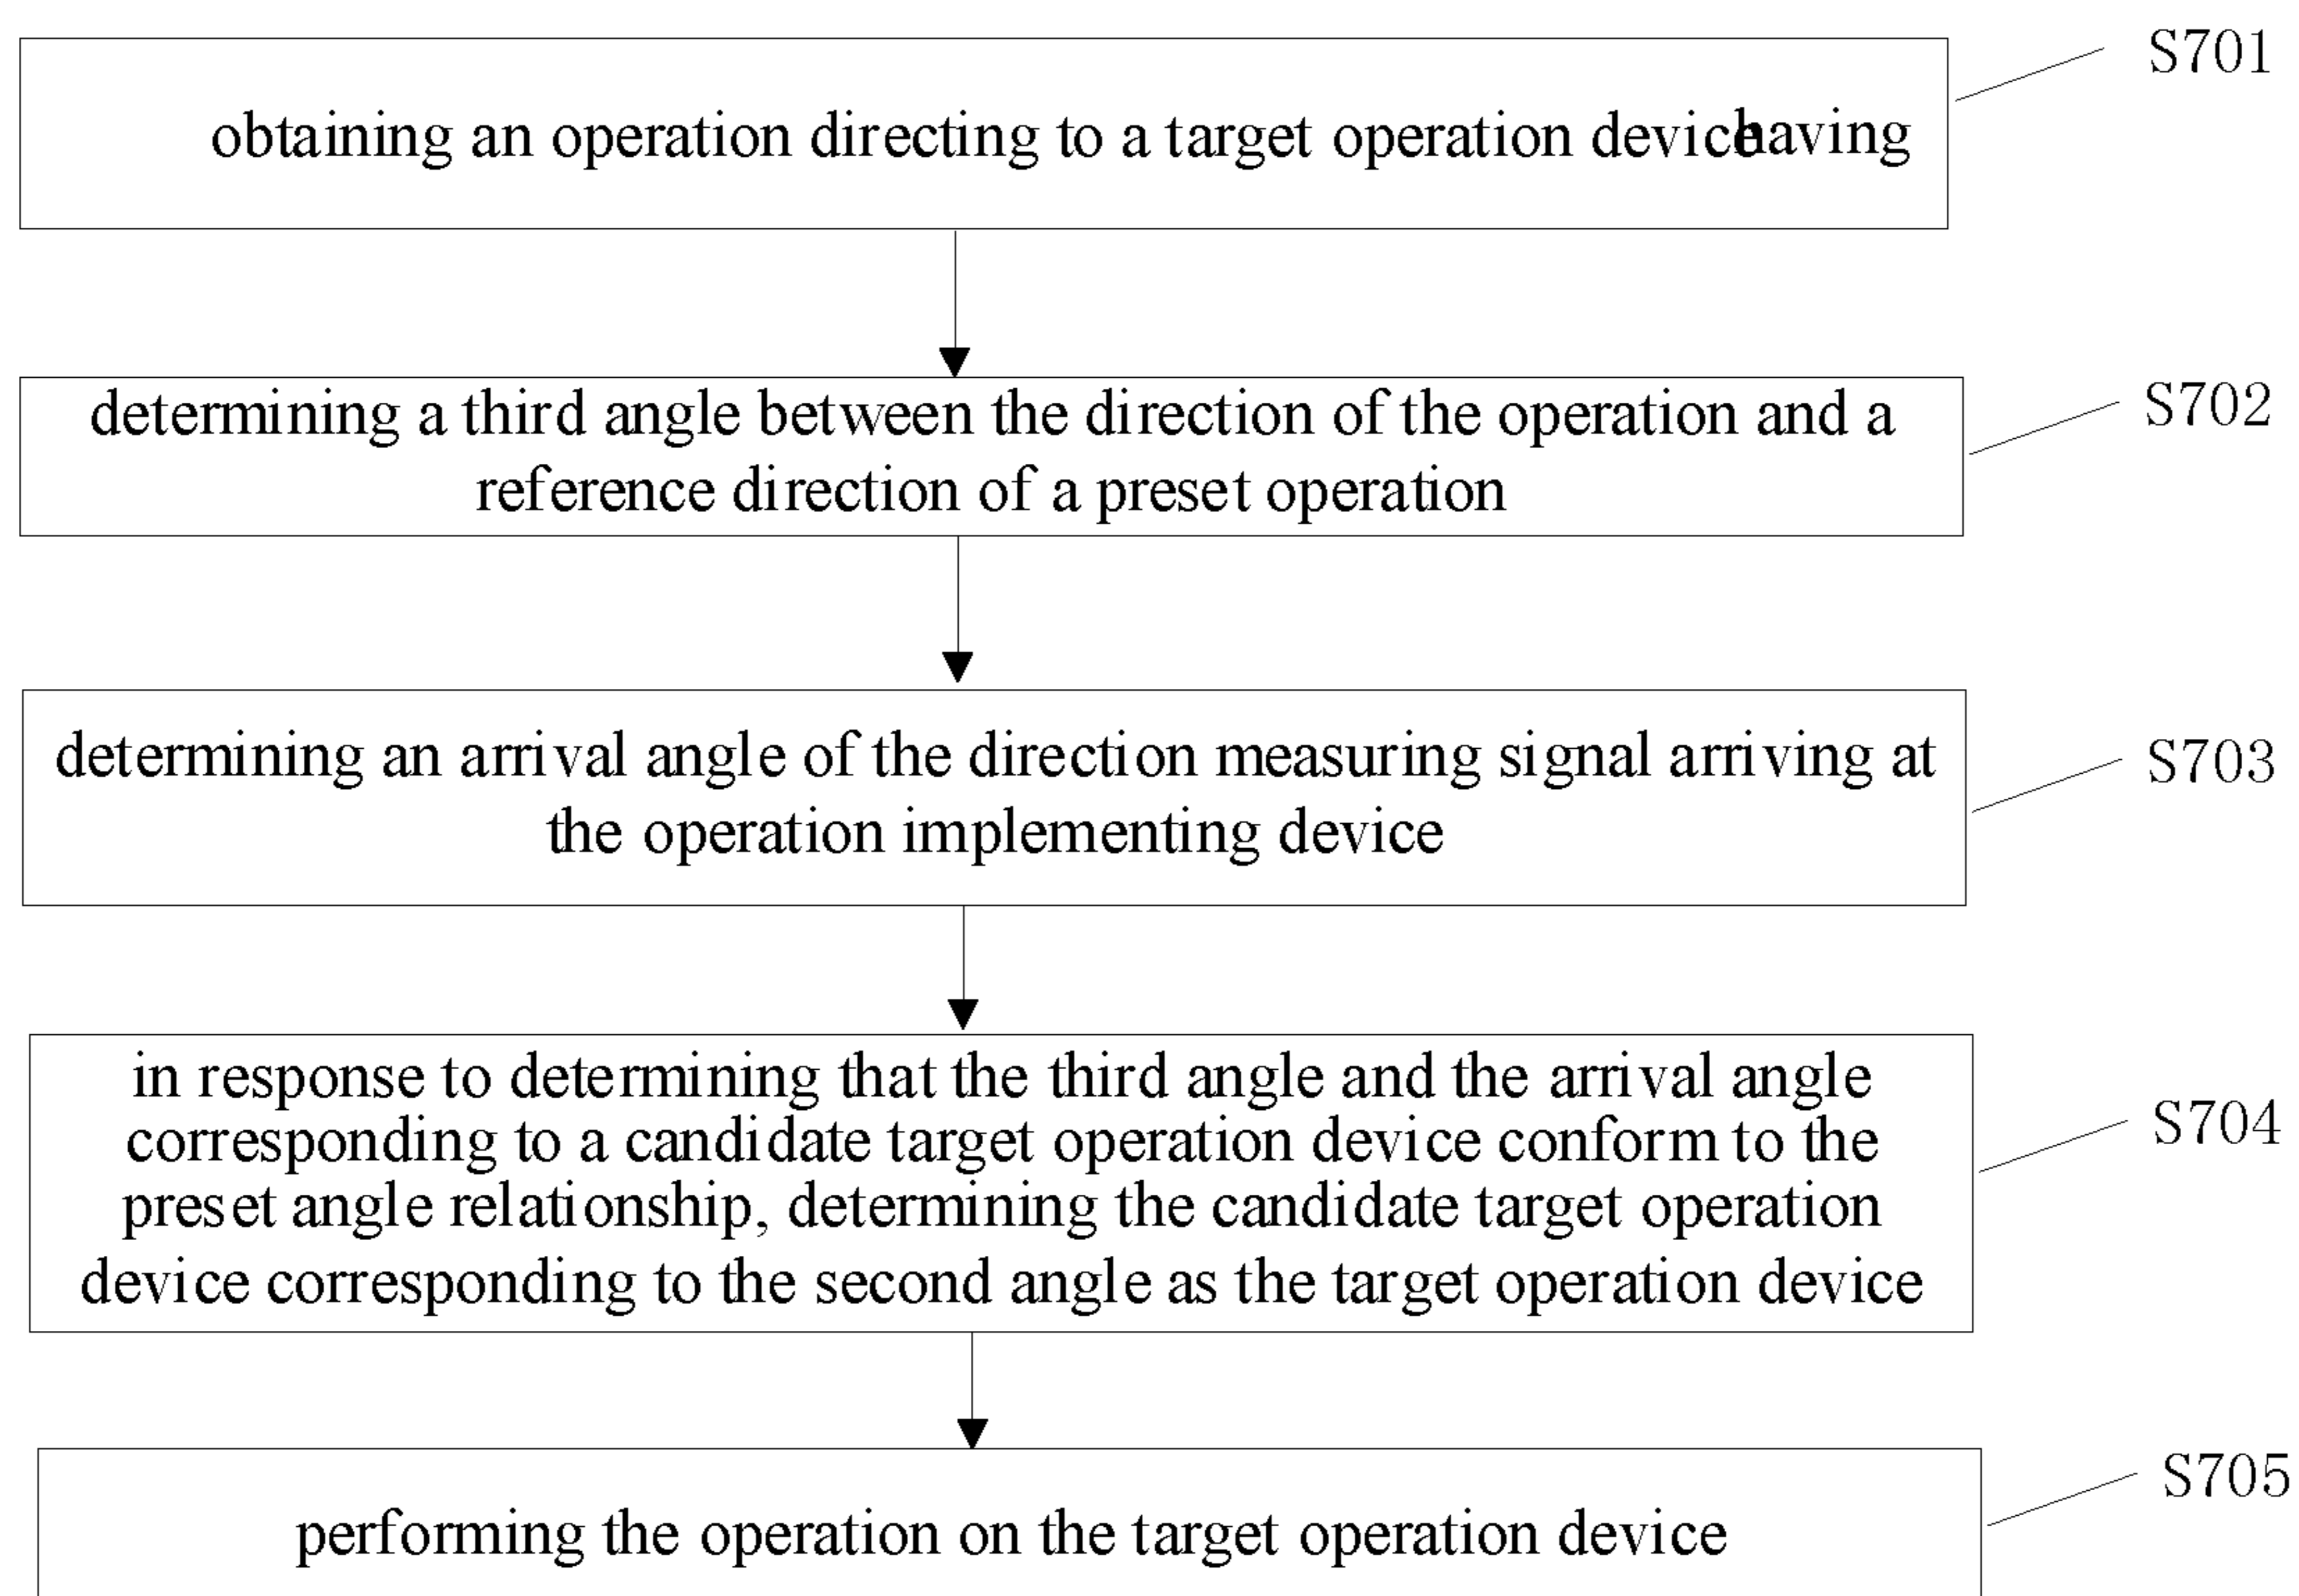 S701
obtaining an operation directing to a target operation device having
S702
determining a third angle between the direction of the operation and a
reference direction of a preset operation
S703
determining an arrival angle of the direction measuring signal arriving at
the operation implementing device
S704
in response to determining that the third angle and the arrival angle
corresponding to a candidate target operation device conform to the
preset angle relationship, determining the candidate target operation
device corresponding to the second angle as the target operation device
S705
performing the operation on the target operation device